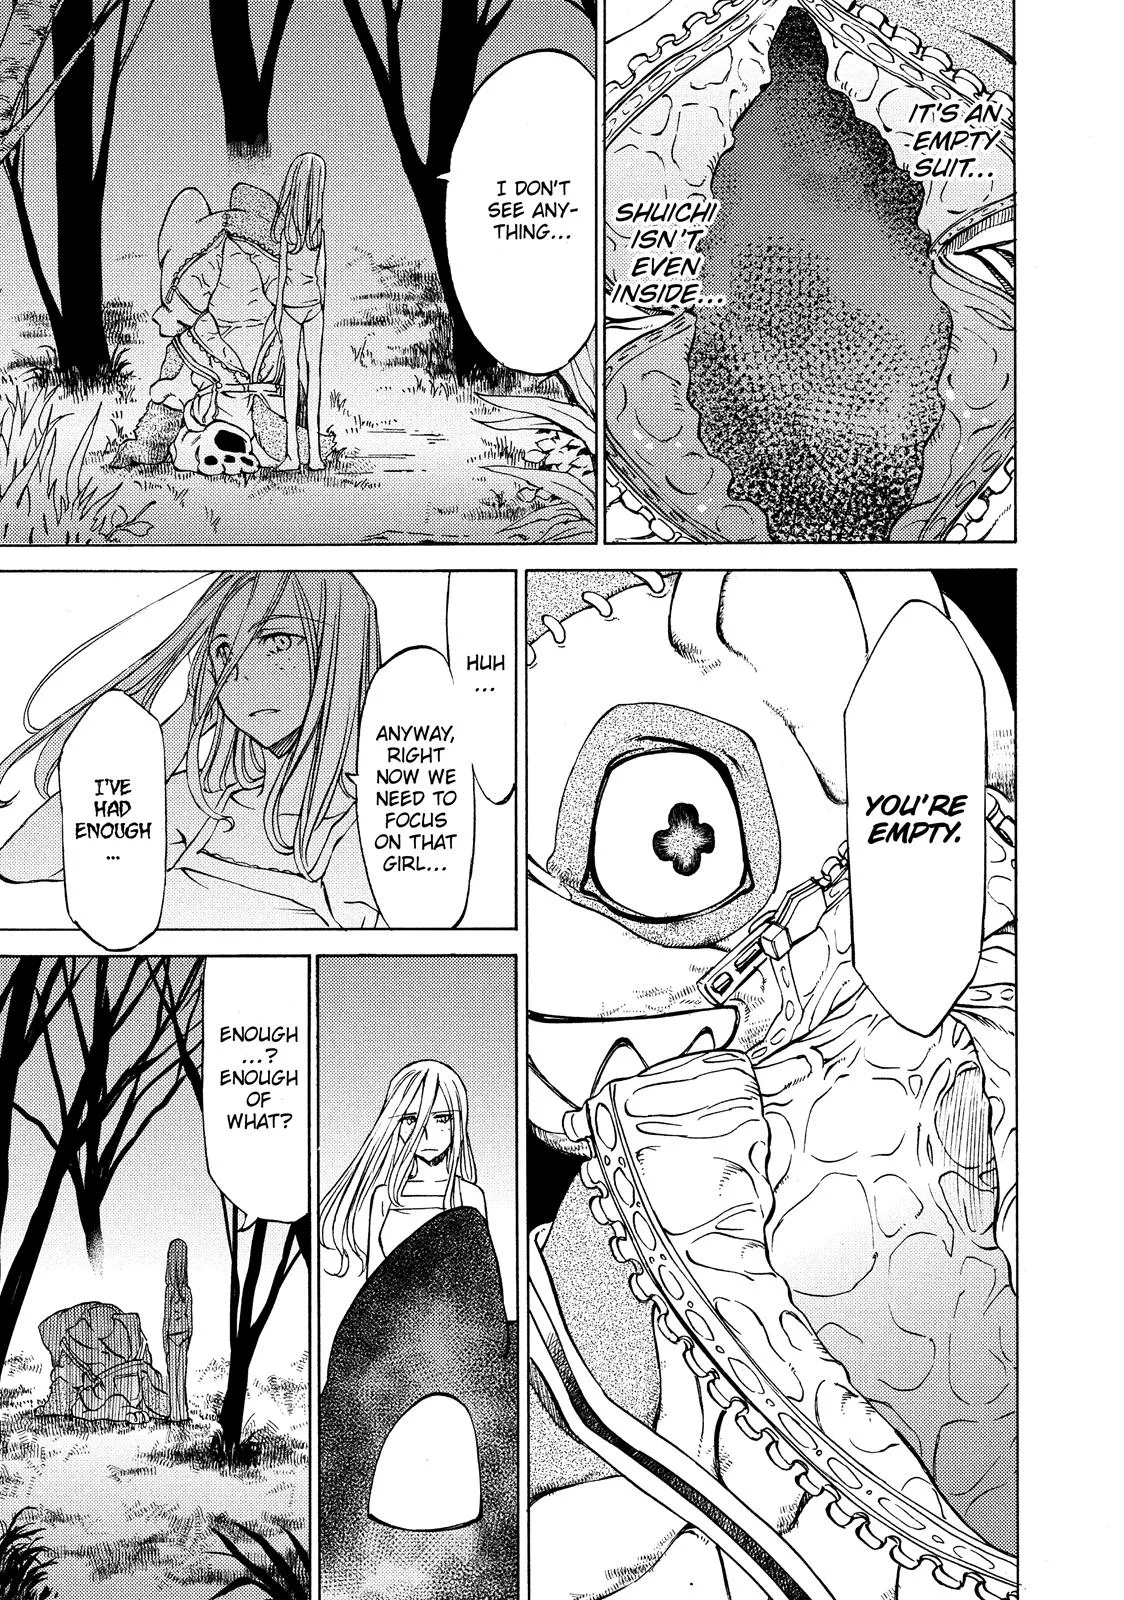 IT'S AN
EMPTY
SUIT...
SHUICHI
ISN'T
EVEN
INSIDE...
I DON'T
SEE ANY-
THING...
YOU'RE
EMPTY.
HUH
...
ANYWAY,
RIGHT
NOW WE
NEED TO
FOCUS
ON THAT
GIRL...
I'VE
HAD
ENOUGH
...
ENOUGH
...?
ENOUGH
OF
WHAT?